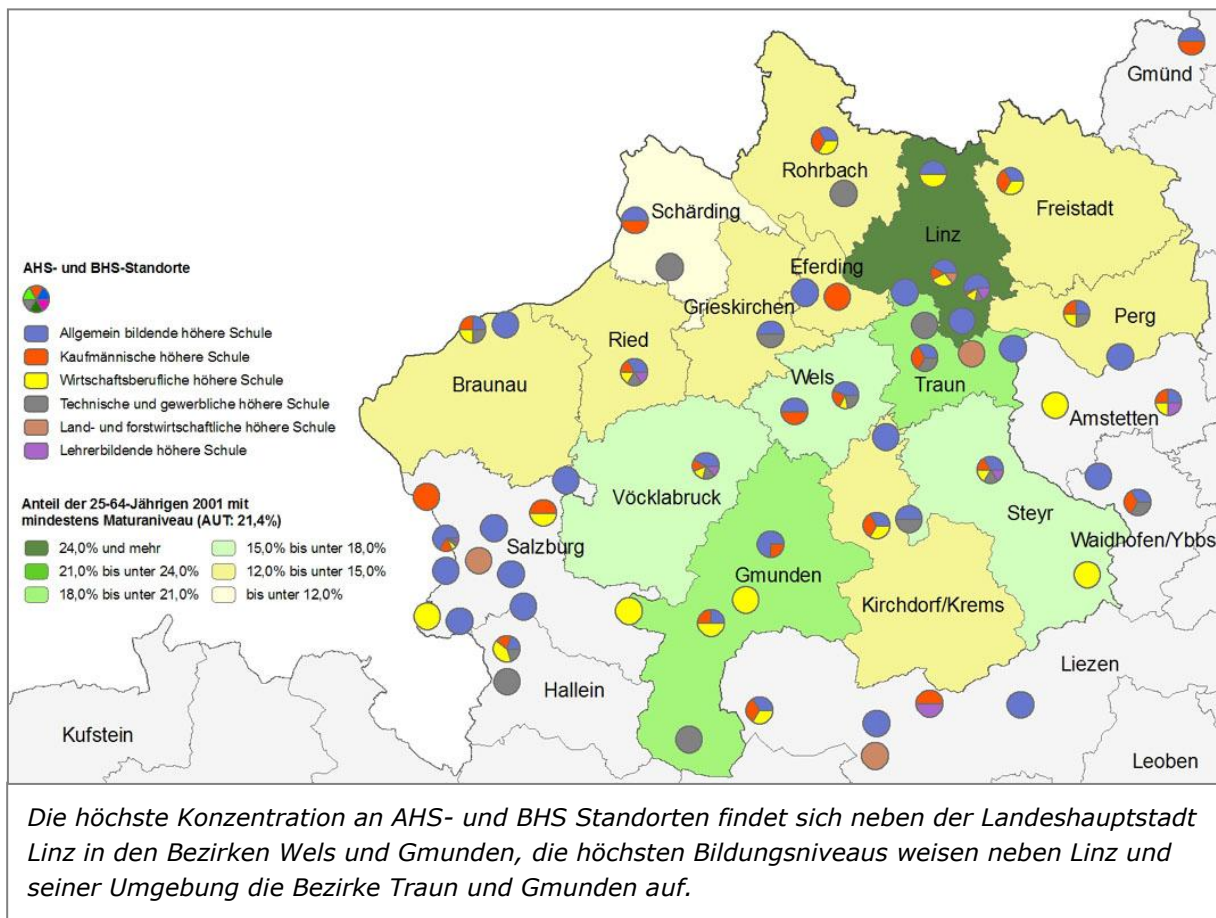 Gmünd
Rohrbach
Schärding
Freistadt
Linz
Eferding
Grieskirchen
Perg
Ried
Braunau
Wels
Traun
Amstetten
Vöcklabruck
Steyr
Waidhofen/Ybbs
Salzburg
Gmunden
Kirchdorf/Krems
Liezen
Hallein
Kufstein
Leoben
AHS- und BHS-Standorte
Allgemein bildende höhere Schule
Kaufmännische höhere Schule
Wirtschaftsberufliche höhere Schule
Technische und gewerbliche höhere Schule
Land- und forstwirtschaftliche höhere Schule
Lehrerbildende höhere Schule
Anteil der 25-64-Jährigen 2001 mit
mindestens Maturaniveau (AUT: 21,4%)
24,0% und mehr
21,0% bis unter 24,0%
18,0% bis unter 21,0%
15,0% bis unter 18,0%
12,0% bis unter 15,0%
bis unter 12,0%
Die höchste Konzentration an AHS- und BHS Standorten findet sich neben der Landeshauptstadt
Linz in den Bezirken Wels und Gmunden, die höchsten Bildungsniveaus weisen neben Linz und
seiner Umgebung die Bezirke Traun und Gmunden auf.